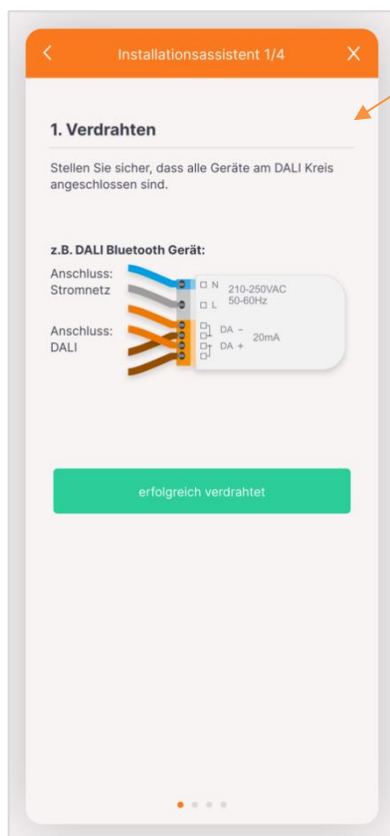 Installationsassistent 1/4
1. Verdrahten
Stellen Sie sicher, dass alle Geräte am DALI Kreis
angeschlossen sind.
z.B. DALI Bluetooth Gerät:
Anschluss:
Stromnetz
N
210-250VAC
L
50-60Hz
Anschluss:
DALI
DA -
20mA
DA +
erfolgreich verdrahtet